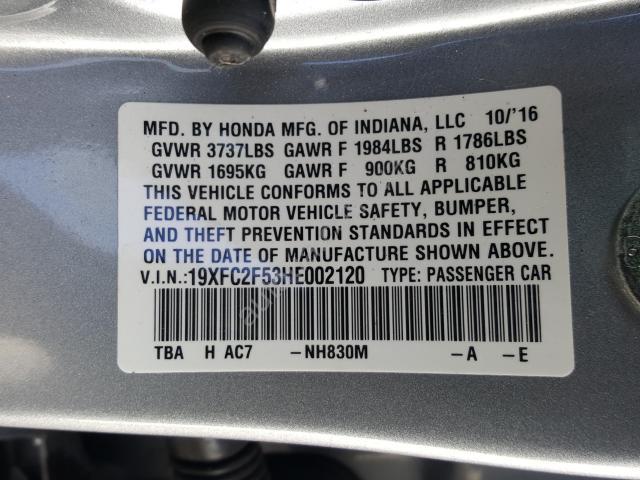 MFD. BY HONDA MFG. OF INDIANA, LLC 10/'16
GVWR 3737LBS GAWR F 1984LBS R 1786LBS
GVWR 1695KG GAWR F 900KG R 810KG
THIS VEHICLE CONFORMS TO ALL APPLICABLE
FEDERAL MOTOR VEHICLE SAFETY, BUMPER,
AND THEFT PREVENTION STANDARDS IN EFFECT
ON THE DATE OF MANUFACTURE SHOWN ABOVE.
V.I.N.:19XFC2F53HE002120 TYPE: PASSENGER CAR
TBA H AC7 –NH830M –A –E